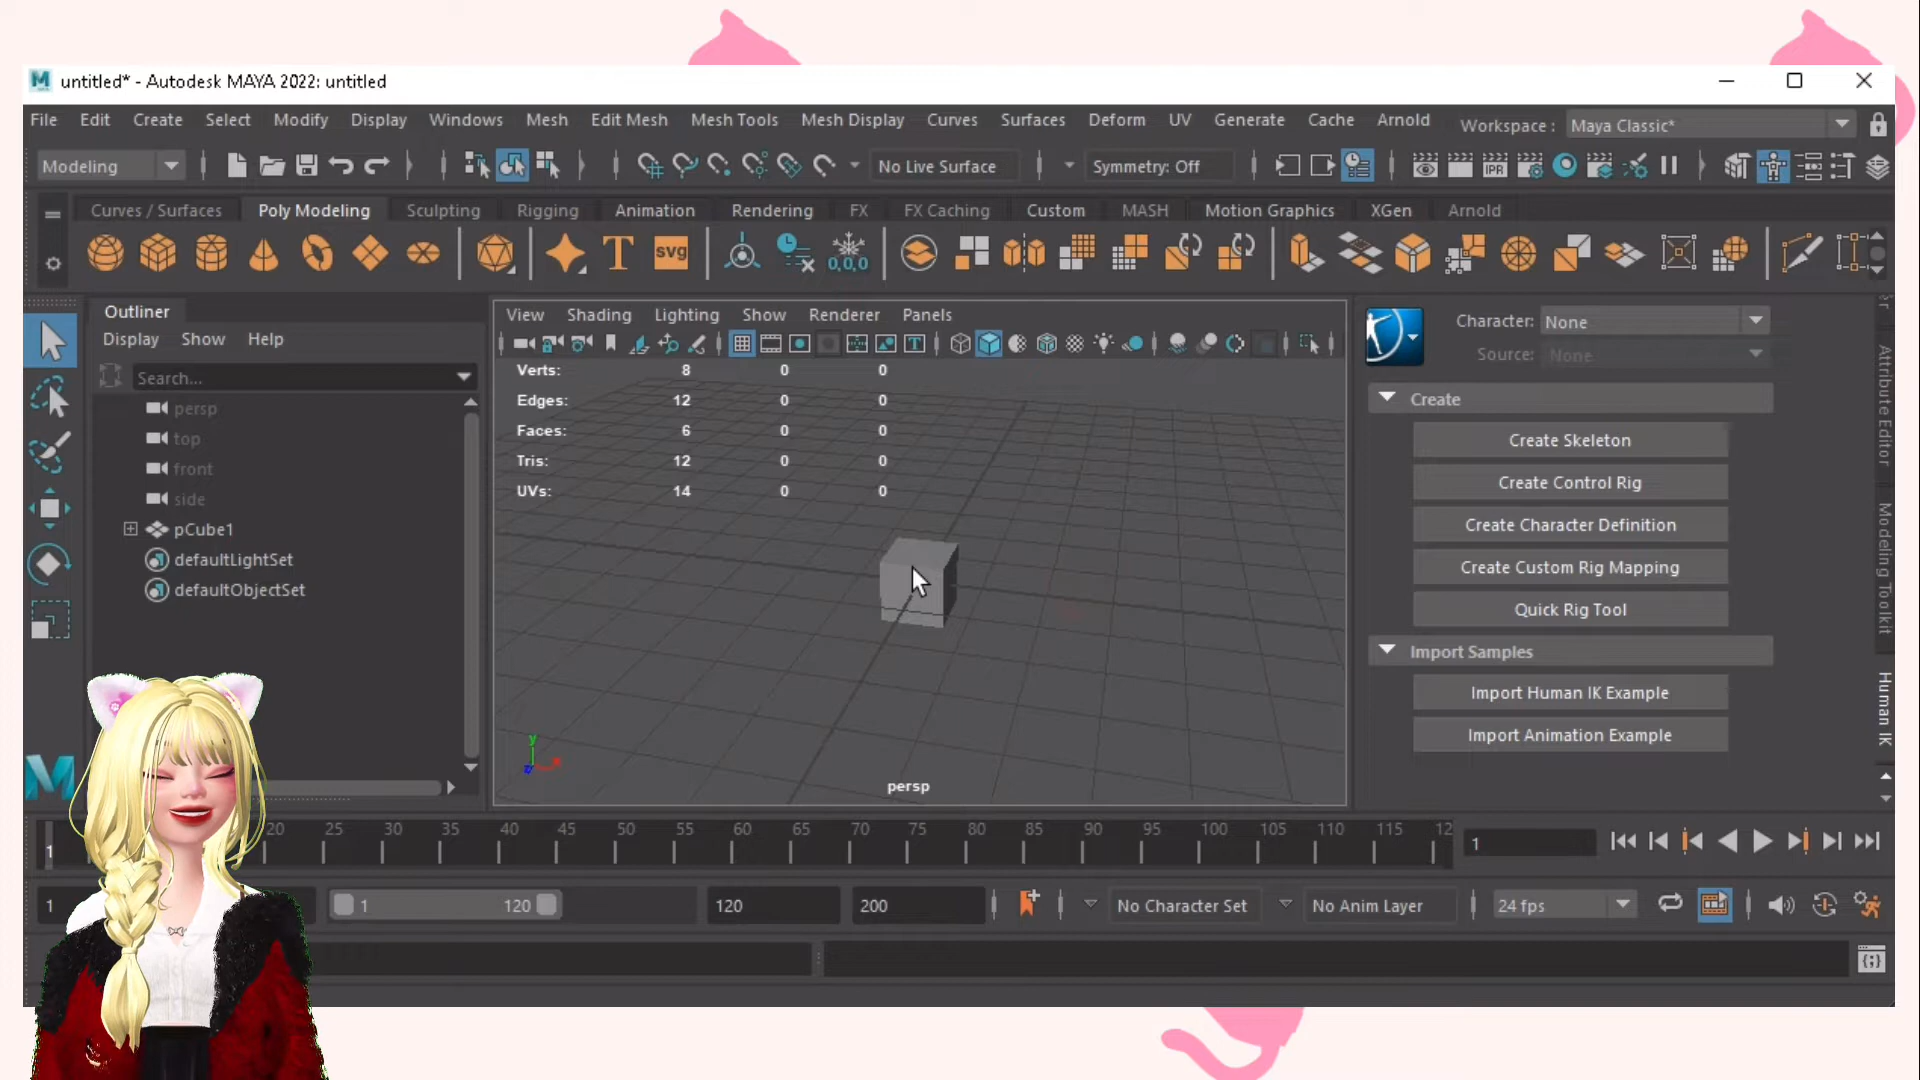 untitled* - Autodesk MAYA 2022: untitled
File Edit Create Select Modify Display Windows Mesh Edit Mesh Mesh Tools Mesh Display Curves Surfaces Deform UV Generate Cache Arnold Workspace : Maya Classic*
Modeling No Live Surface Symmetry: Off IPR
Curves / Surfaces Poly Modeling Sculpting Rigging Animation Rendering FX FX Caching Custom MASH Motion Graphics XGen Arnold
T svg 0,0,0
Outliner
Display Show Help
Search...
persp
top
front
side
pCube1
defaultLightSet
defaultObjectSet
View Shading Lighting Show Renderer Panels
Verts: 8 0 0
Edges: 12 0 0
Faces: 6 0 0
Tris: 12 0 0
UVs: 14 0 0
y
z x
persp
Character: None
Source: None
Create
Create Skeleton
Create Control Rig
Create Character Definition
Create Custom Rig Mapping
Quick Rig Tool
Import Samples
Import Human IK Example
Import Animation Example
Attribute Editor
Modeling Toolkit
Human IK
M
1 20 25 30 35 40 45 50 55 60 65 70 75 80 85 90 95 100 105 110 115 12 1
1 1 120 120 200 No Character Set No Anim Layer 24 fps